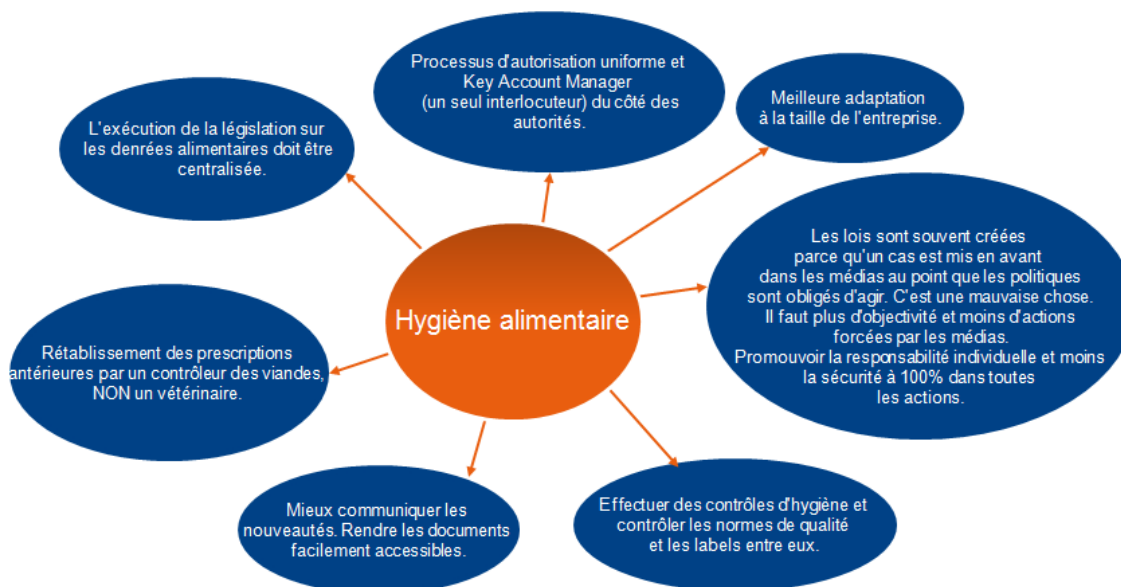 Processus d'autorisation uniforme et
Key Account Manager
(un seul interlocuteur) du côté des
autorités.
Meilleure adaptation
à la taille de l'entreprise.
L'exécution de la législation sur
les denrées alimentaires doit être
centralisée.
Les lois sont souvent créées
parce qu'un cas est mis en avant
dans les médias au point que les politiques
sont obligés d'agir. C'est une mauvaise chose.
Il faut plus d'objectivité et moins d'actions
forcées par les médias.
Promouvoir la responsabilité individuelle et moins
la sécurité à 100% dans toutes
les actions.
Hygiène alimentaire
Rétablissement des prescriptions
antérieures par un contrôleur des viandes,
NON un vétérinaire.
Mieux communiquer les
nouveautés. Rendre les documents
facilement accessibles.
Effectuer des contrôles d'hygiène et
contrôler les normes de qualité
et les labels entre eux.